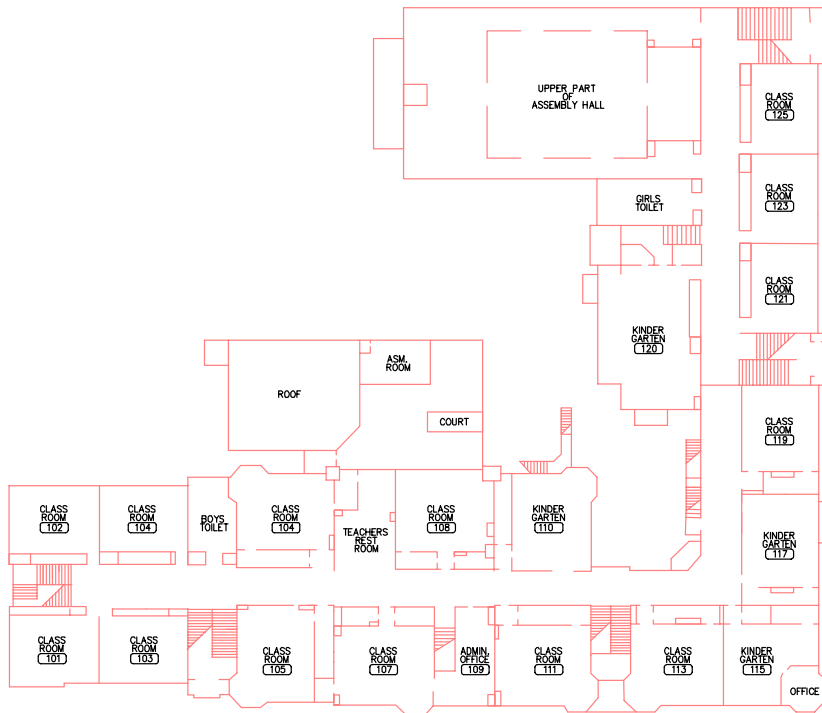 UPPER PART
OF
ASSEMBLY HALL
CLASS
ROOM
125
CLASS
ROOM
123
GIRLS
TOILET
CLASS
ROOM
121
KINDER
GARTEN
120
ASM.
ROOM
ROOF
COURT
CLASS
ROOM
119
CLASS
ROOM
102
CLASS
ROOM
104
BOYS
TOILET
CLASS
ROOM
104
TEACHERS
REST
ROOM
CLASS
ROOM
108
KINDER
GARTEN
110
KINDER
GARTEN
117
CLASS
ROOM
101
CLASS
ROOM
103
CLASS
ROOM
105
CLASS
ROOM
107
ADMIN.
OFFICE
109
CLASS
ROOM
111
CLASS
ROOM
113
KINDER
GARTEN
115
OFFICE